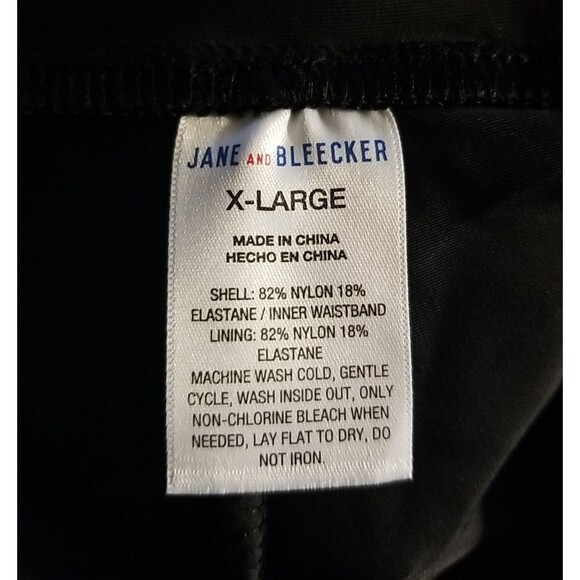 JANE AND BLEECKER
X-LARGE
MADE IN CHINA
HECHO EN CHINA
SHELL: 82% NYLON 18%
ELASTANE / INNER WAISTBAND
LINING: 82% NYLON 18%
ELASTANE
MACHINE WASH COLD, GENTLE
CYCLE, WASH INSIDE OUT, ONLY
NON-CHLORINE BLEACH WHEN
NEEDED, LAY FLAT TO DRY, DO
NOT IRON.